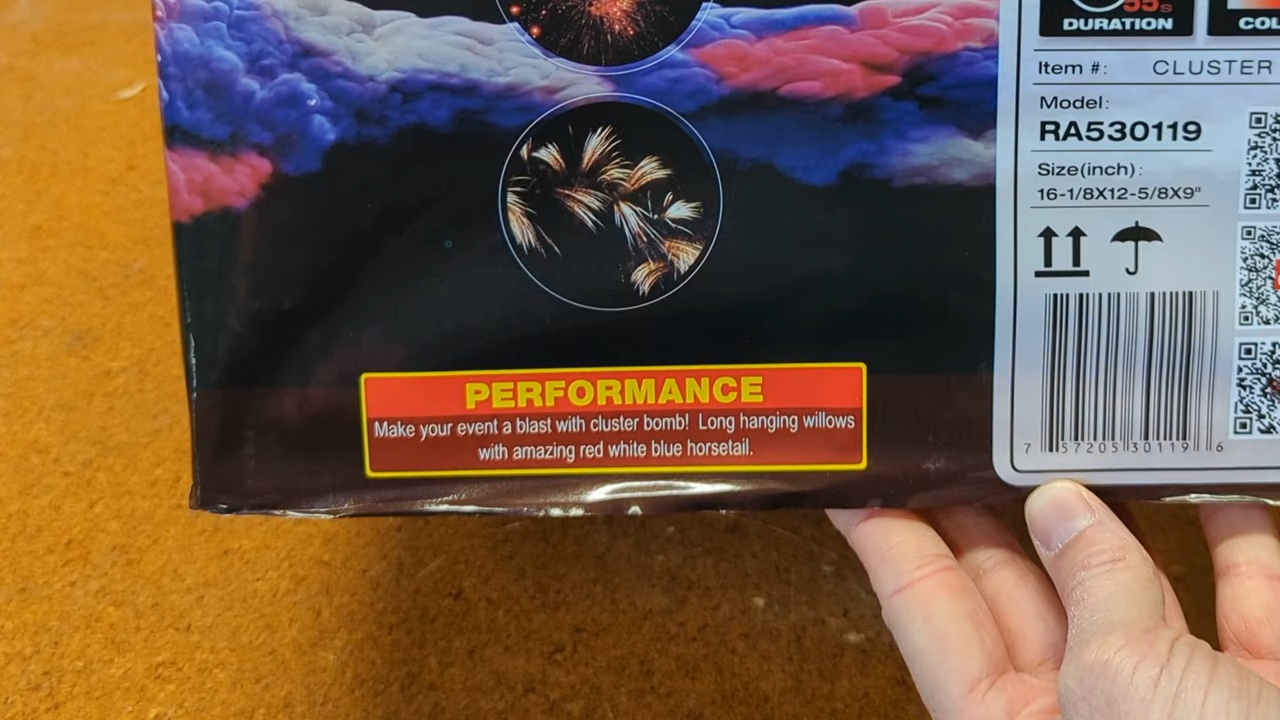 55s
DURATION
Item #: CLUSTER
Model:
RA530119
Size(inch):
16-1/8X12-5/8X9"
7 57205 30119 6
PERFORMANCE
Make your event a blast with cluster bomb! Long hanging willows
with amazing red white blue horsetail.